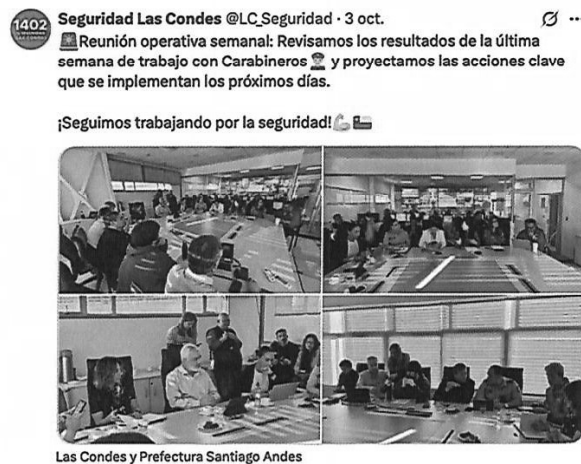 1402
Seguridad Las Condes @LC_Seguridad · 3 oct.
🚨Reunión operativa semanal: Revisamos los resultados de la última
semana de trabajo con Carabineros👮 y proyectamos las acciones clave
que se implementan los próximos días.
¡Seguimos trabajando por la seguridad!💪🇨🇱
Las Condes y Prefectura Santiago Andes